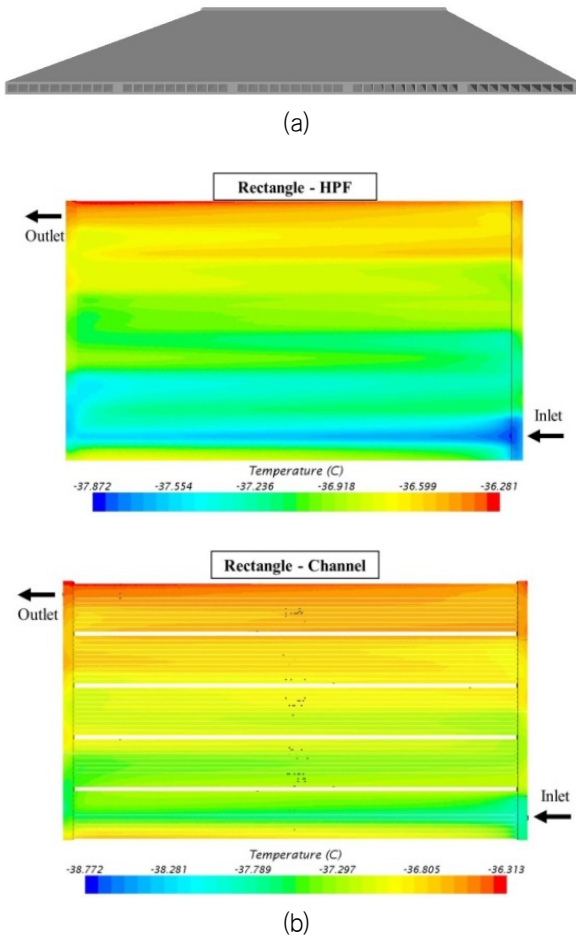 (a)
Rectangle - HPF
Outlet
Inlet
Temperature (C)
-37.872 -37.554 -37.236 -36.918 -36.599 -36.281
Rectangle - Channel
Outlet
Inlet
Temperature (C)
-38.772 -38.281 -37.789 -37.297 -36.805 -36.313
(b)